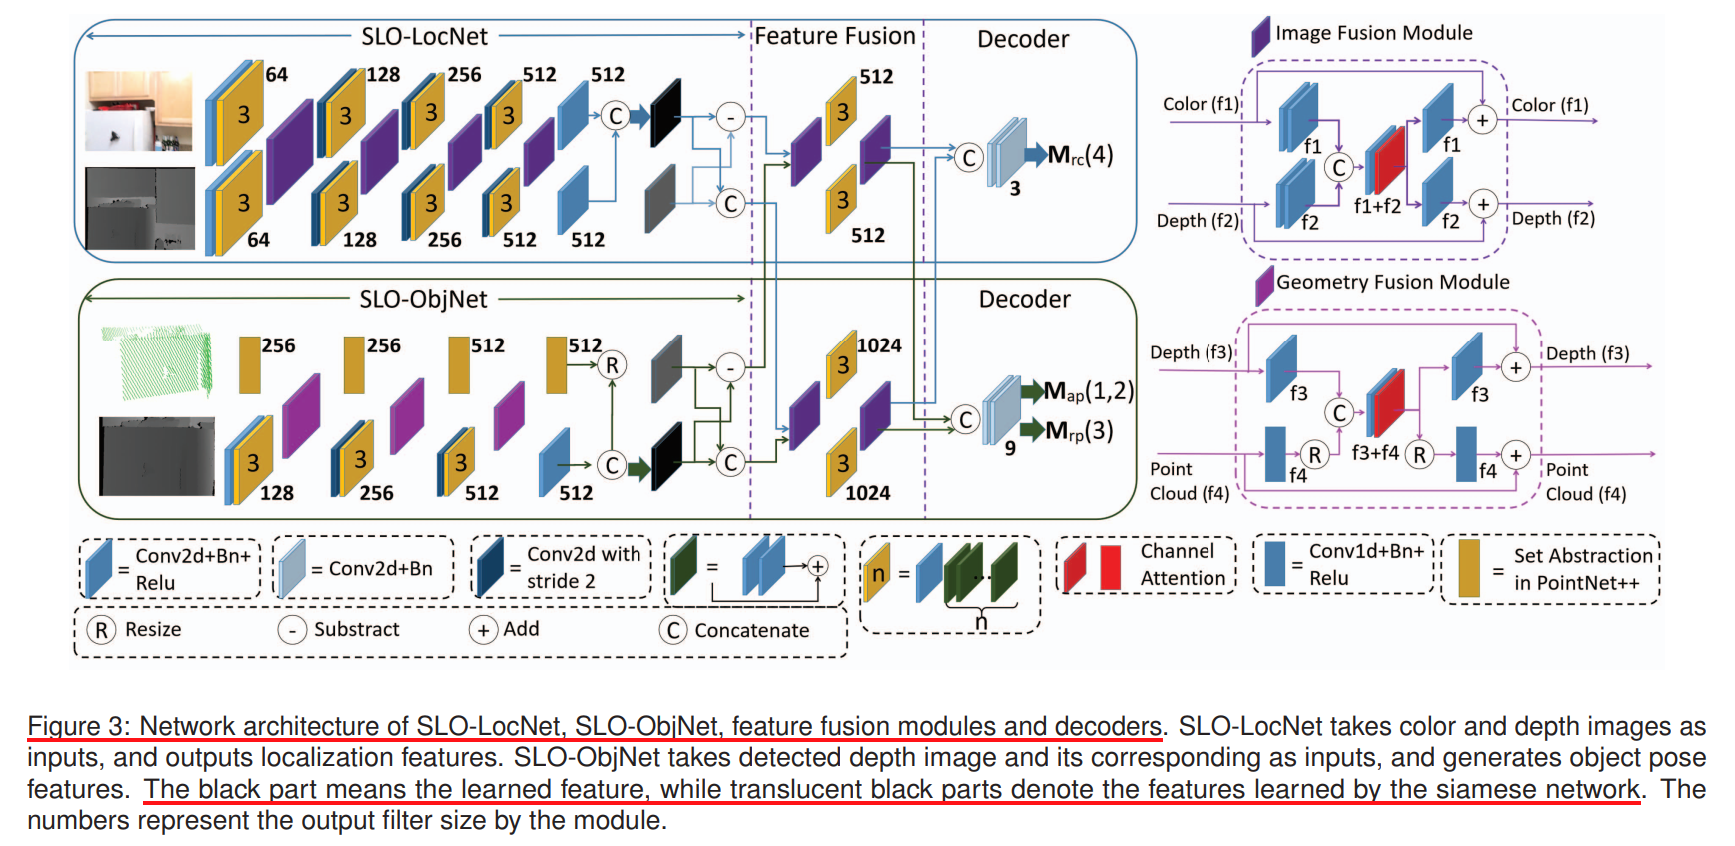 SLO-LocNet
Feature Fusion
Decoder
64
128
256
512
512
3
3
3
3
3
3
3
3
64
128
256
512
512
C
-
C
512
3
3
512
C
3
Mrc(4)
SLO-ObjNet
Decoder
256
256
512
512
R
3
3
3
128
256
512
512
C
-
C
1024
3
3
1024
C
9
Map(1,2)
Mrp(3)
Image Fusion Module
Color (f1)
Depth (f2)
f1
f2
C
f1+f2
f1
f2
+
+
Color (f1)
Depth (f2)
Geometry Fusion Module
Depth (f3)
Point
Cloud (f4)
f3
f4
R
C
f3+f4
R
f3
f4
+
+
Depth (f3)
Point
Cloud (f4)
= Conv2d+Bn+
Relu
= Conv2d+Bn
= Conv2d with
stride 2
= +
n = ... n
Channel
Attention
= Conv1d+Bn+
Relu
= Set Abstraction
in PointNet++
R Resize
- Substract
+ Add
C Concatenate
Figure 3: Network architecture of SLO-LocNet, SLO-ObjNet, feature fusion modules and decoders. SLO-LocNet takes color and depth images as
inputs, and outputs localization features. SLO-ObjNet takes detected depth image and its corresponding as inputs, and generates object pose
features. The black part means the learned feature, while translucent black parts denote the features learned by the siamese network. The
numbers represent the output filter size by the module.